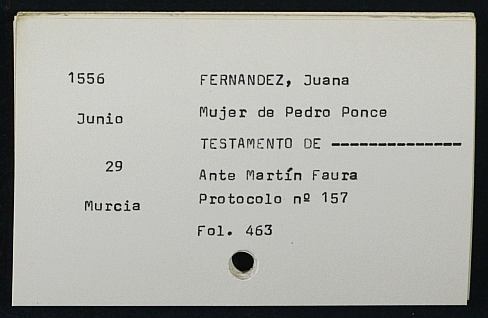 1556 FERNANDEZ, Juana
Junio Mujer de Pedro Ponce
TESTAMENTO DE --------------
29 Ante Martín Faura
Murcia Protocolo nº 157
Fol. 463